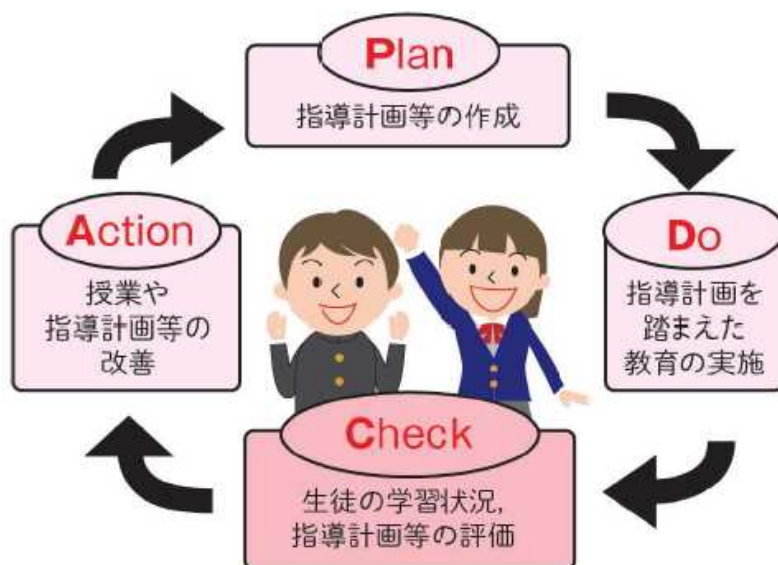 Plan
指導計画等の作成
Do
指導計画を
踏まえた
教育の実施
Check
生徒の学習状況,
指導計画等の評価
Action
授業や
指導計画等の
改善